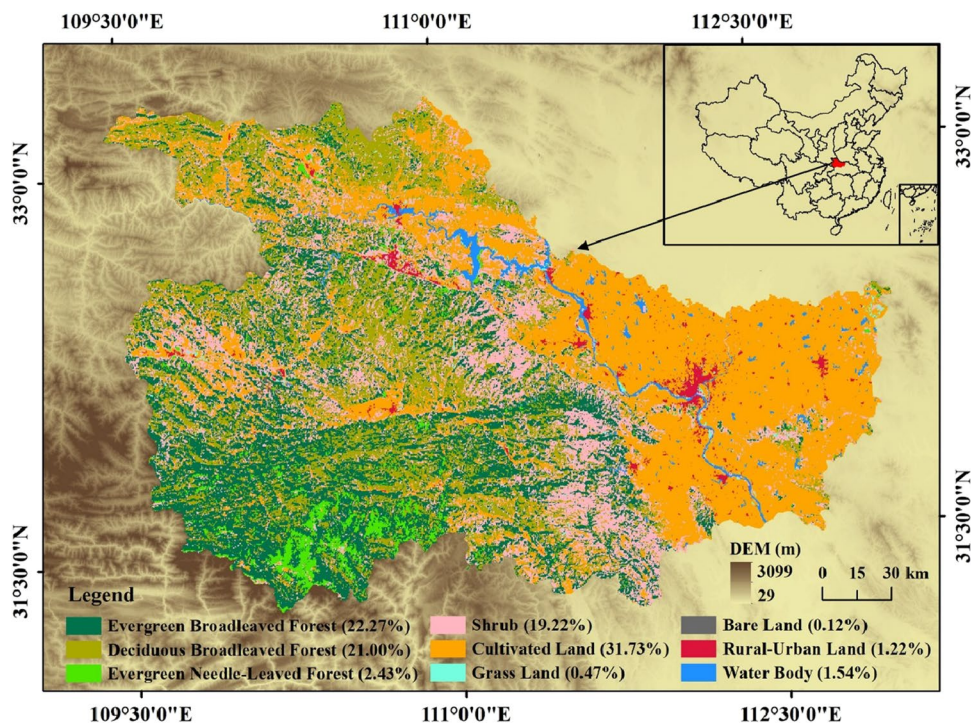 109°30'0"E 111°0'0"E 112°30'0"E
33°0'0"N
33°0'0"N
31°30'0"N
31°30'0"N
DEM (m)
3099
29
0 15 30 km
Legend
Evergreen Broadleaved Forest (22.27%)
Deciduous Broadleaved Forest (21.00%)
Evergreen Needle-Leaved Forest (2.43%)
Shrub (19.22%)
Cultivated Land (31.73%)
Grass Land (0.47%)
Bare Land (0.12%)
Rural-Urban Land (1.22%)
Water Body (1.54%)
109°30'0"E 111°0'0"E 112°30'0"E